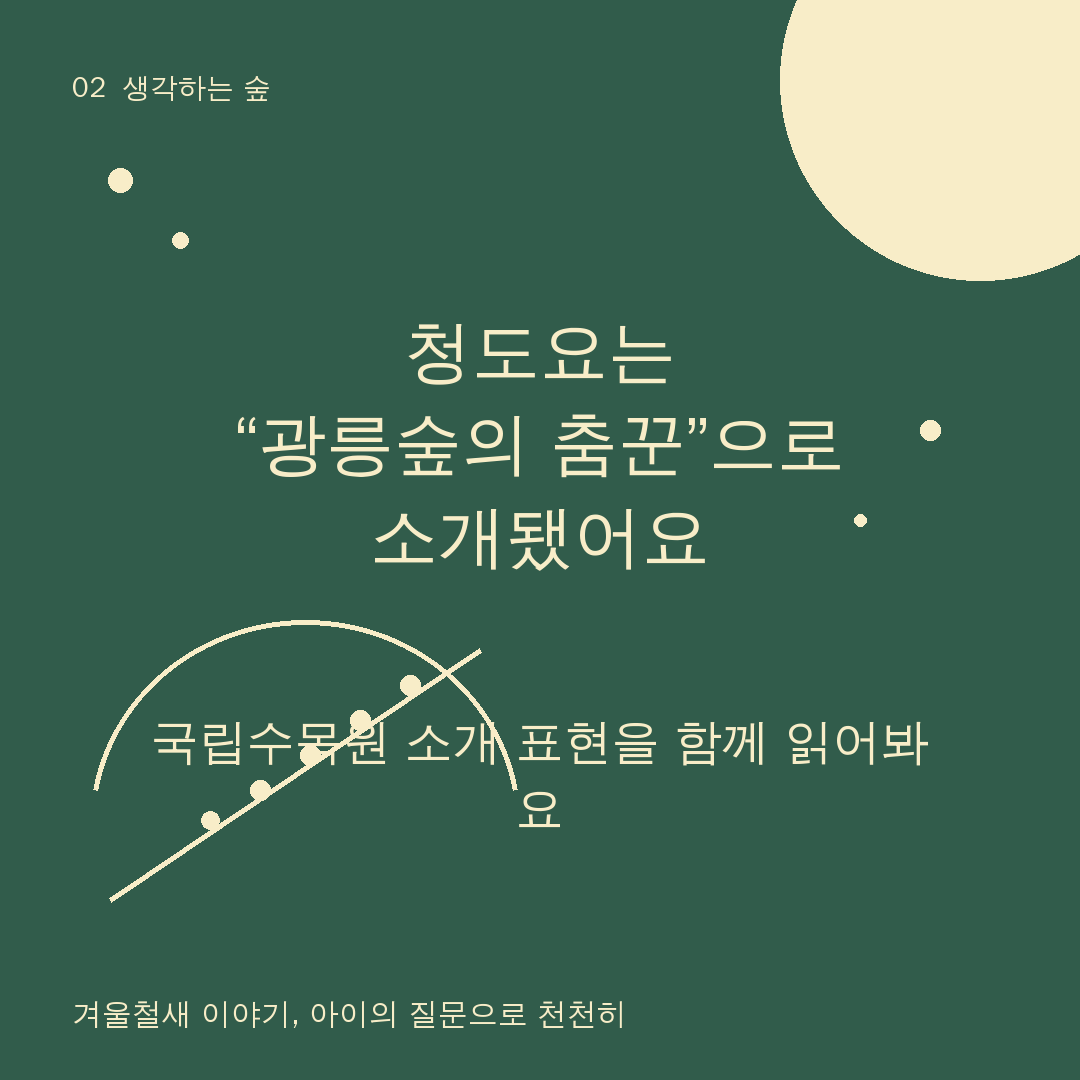 02 생각하는 숲
청도요는
“광릉숲의 춤꾼”으로
소개됐어요
국립수목원 소개 표현을 함께 읽어봐
요
겨울철새 이야기, 아이의 질문으로 천천히